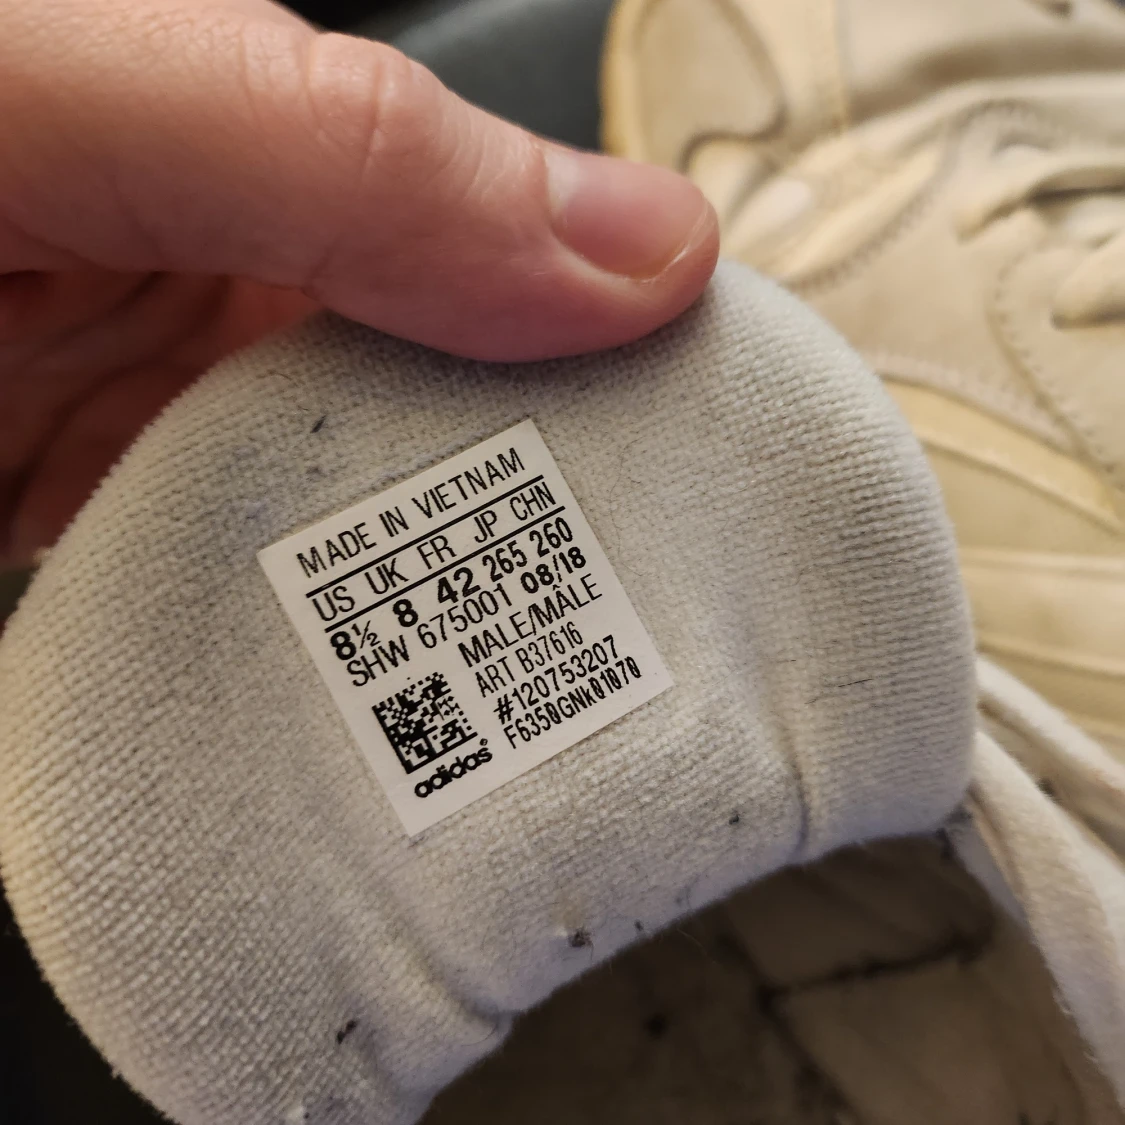 MADE IN VIETNAM
US UK FR JP CHN
8½ 8 42 265 260
SHW 675001 08/18
MALE/MÂLE
ART B37616
#120753207
F6350GNk01070
adidas®